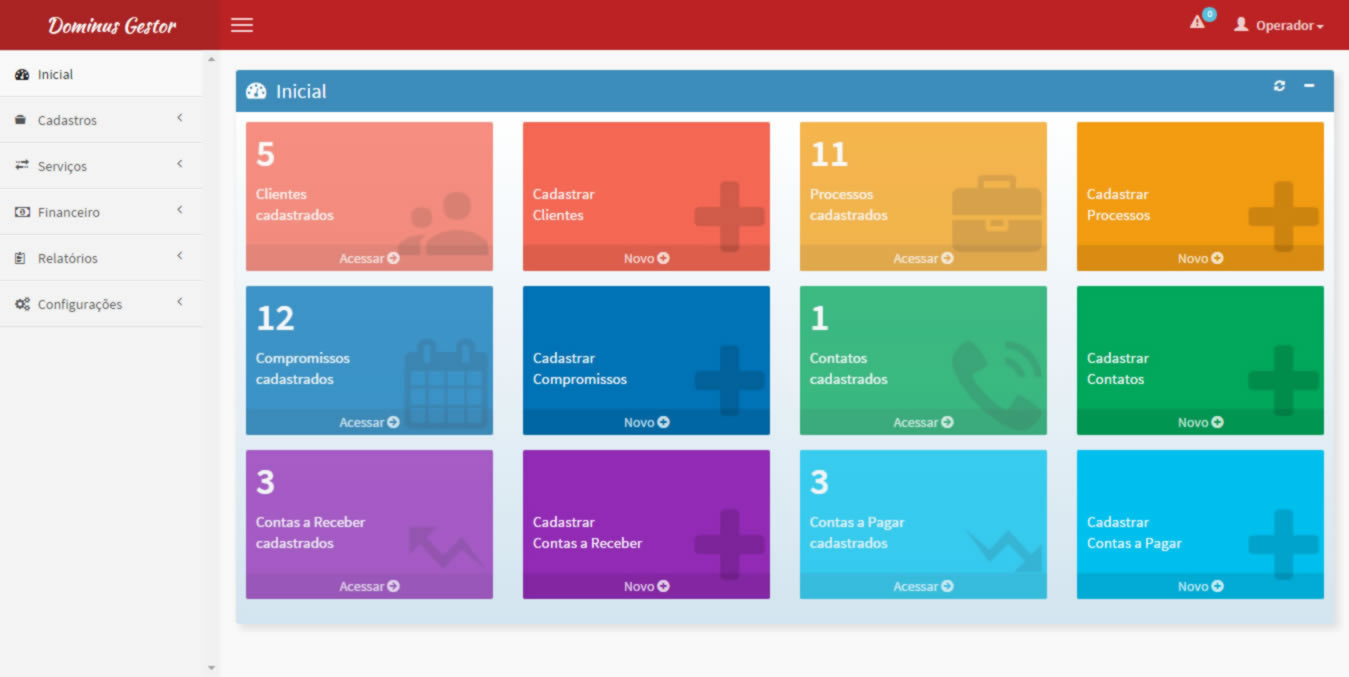 Dominus Gestor
0
Operador
Inicial
Cadastros
Serviços
Financeiro
Relatórios
Configurações
Inicial
5
Clientes
cadastrados
Acessar
Cadastrar
Clientes
Novo
11
Processos
cadastrados
Acessar
Cadastrar
Processos
Novo
12
Compromissos
cadastrados
Acessar
Cadastrar
Compromissos
Novo
1
Contatos
cadastrados
Acessar
Cadastrar
Contatos
Novo
3
Contas a Receber
cadastrados
Acessar
Cadastrar
Contas a Receber
Novo
3
Contas a Pagar
cadastrados
Acessar
Cadastrar
Contas a Pagar
Novo